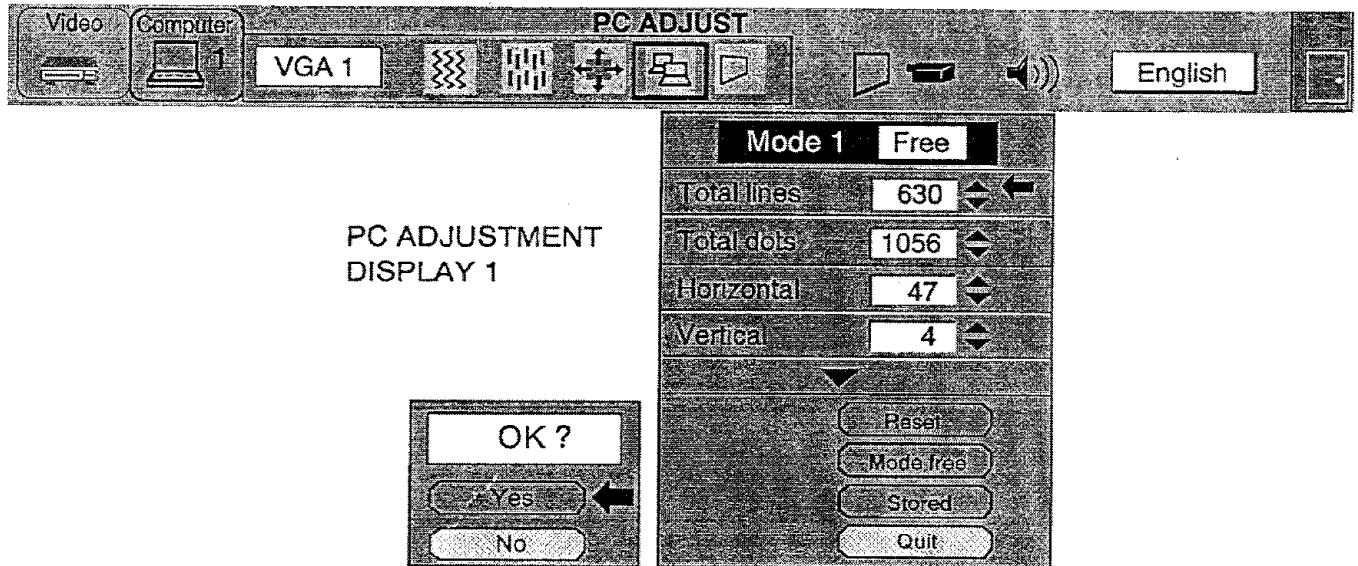 PC ADJUST
Video
Computer
1
VGA 1
English
Mode 1 Free
Total lines 630
Total dots 1056
Horizontal 47
Vertical 4
Reset
Mode free
Stored
Quit
PC ADJUSTMENT
DISPLAY 1
OK ?
Yes
No